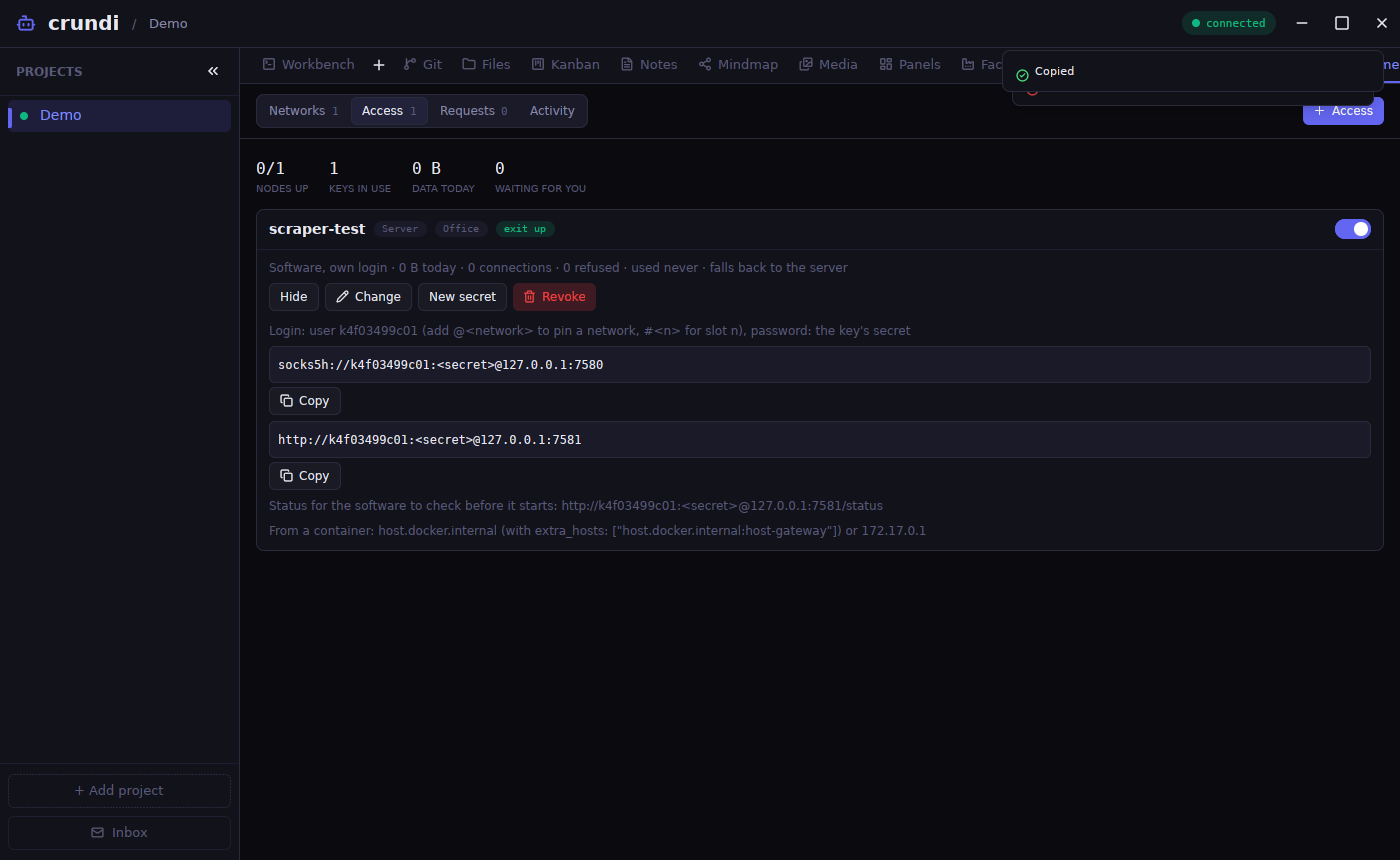 crundi / Demo
connected
PROJECTS
Workbench
Git
Files
Kanban
Notes
Mindmap
Media
Panels
Copied
Demo
Networks 1
Access 1
Requests 0
Activity
+ Access
0/1
NODES UP
1
KEYS IN USE
0 B
DATA TODAY
0
WAITING FOR YOU
scraper-test
Server
Office
exit up
Software, own login · 0 B today · 0 connections · 0 refused · used never · falls back to the server
Hide
Change
New secret
Revoke
Login: user k4f03499c01 (add @<network> to pin a network, #<n> for slot n), password: the key's secret
socks5h://k4f03499c01:<secret>@127.0.0.1:7580
Copy
http://k4f03499c01:<secret>@127.0.0.1:7581
Copy
Status for the software to check before it starts: http://k4f03499c01:<secret>@127.0.0.1:7581/status
From a container: host.docker.internal (with extra_hosts: ["host.docker.internal:host-gateway"]) or 172.17.0.1
+ Add project
Inbox